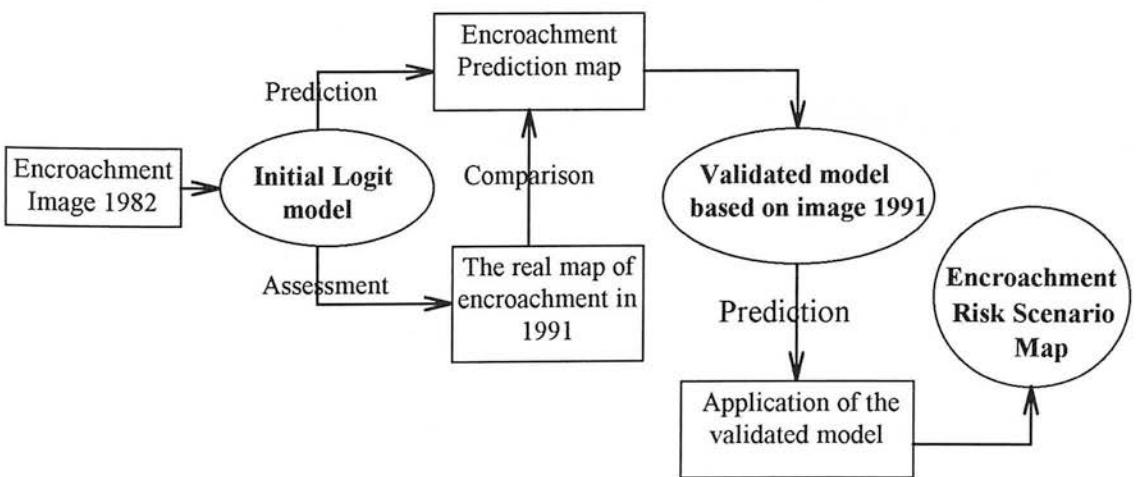 Encroachment
Prediction map
Prediction
Encroachment
Image 1982
Initial Logit
model
Comparison
Validated model
based on image 1991
Assessment
The real map of
encroachment in
1991
Prediction
Encroachment
Risk Scenario
Map
Application of the
validated model